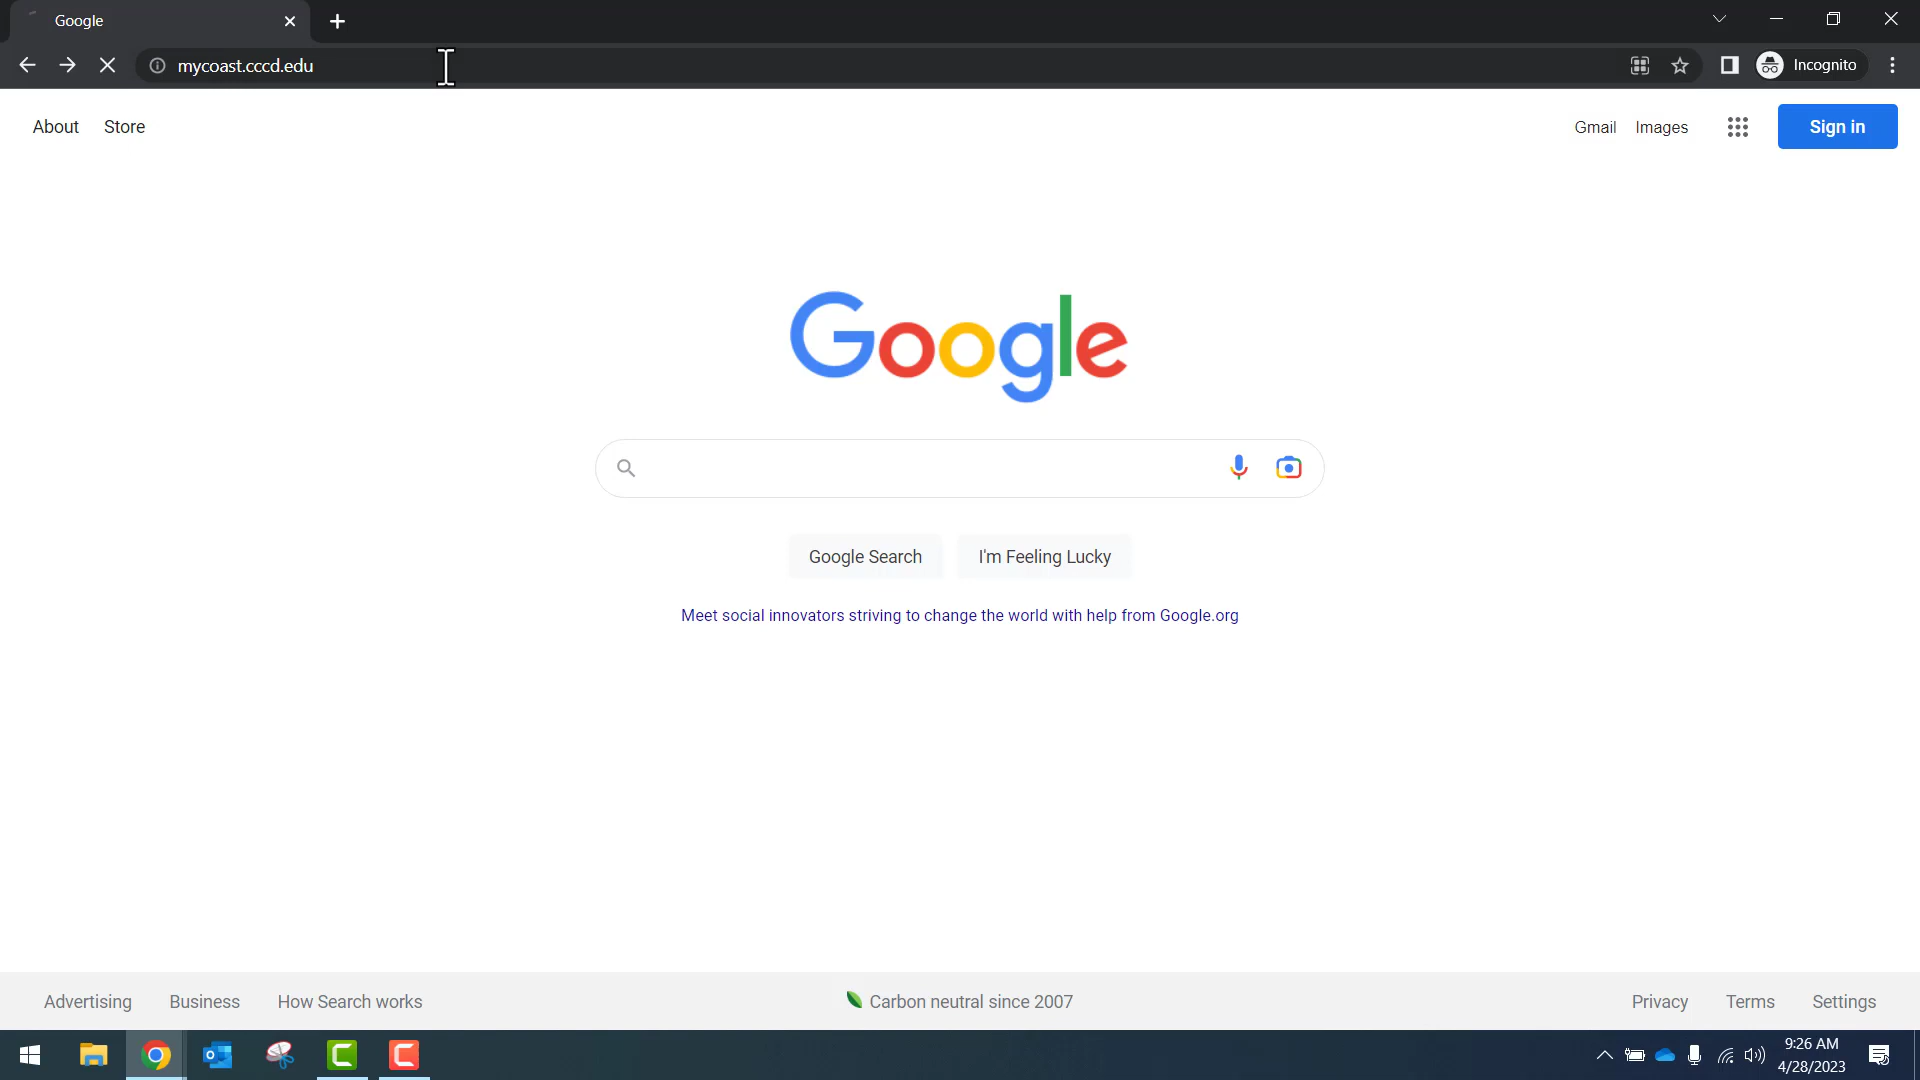 Google
mycoast.cccd.edu
Incognito
About Store
Gmail Images
Sign in
Google
Google Search
I'm Feeling Lucky
Meet social innovators striving to change the world with help from Google.org
Advertising Business How Search works
Carbon neutral since 2007
Privacy Terms Settings
9:26 AM
4/28/2023